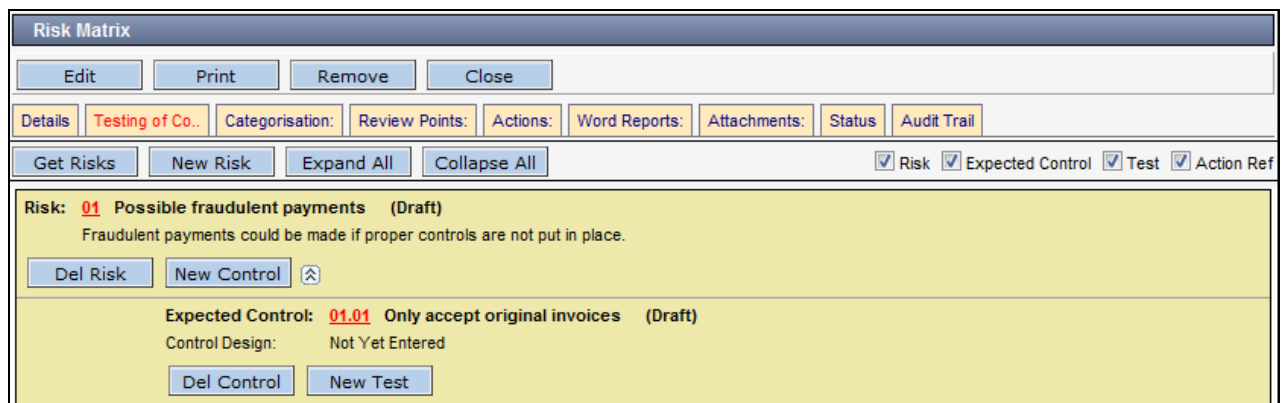 Risk Matrix
Edit Print Remove Close
Details Testing of Co.. Categorisation: Review Points: Actions: Word Reports: Attachments: Status Audit Trail
Get Risks New Risk Expand All Collapse All Risk Expected Control Test Action Ref
Risk: 01 Possible fraudulent payments (Draft)
Fraudulent payments could be made if proper controls are not put in place.
Del Risk New Control
Expected Control: 01.01 Only accept original invoices (Draft)
Control Design: Not Yet Entered
Del Control New Test